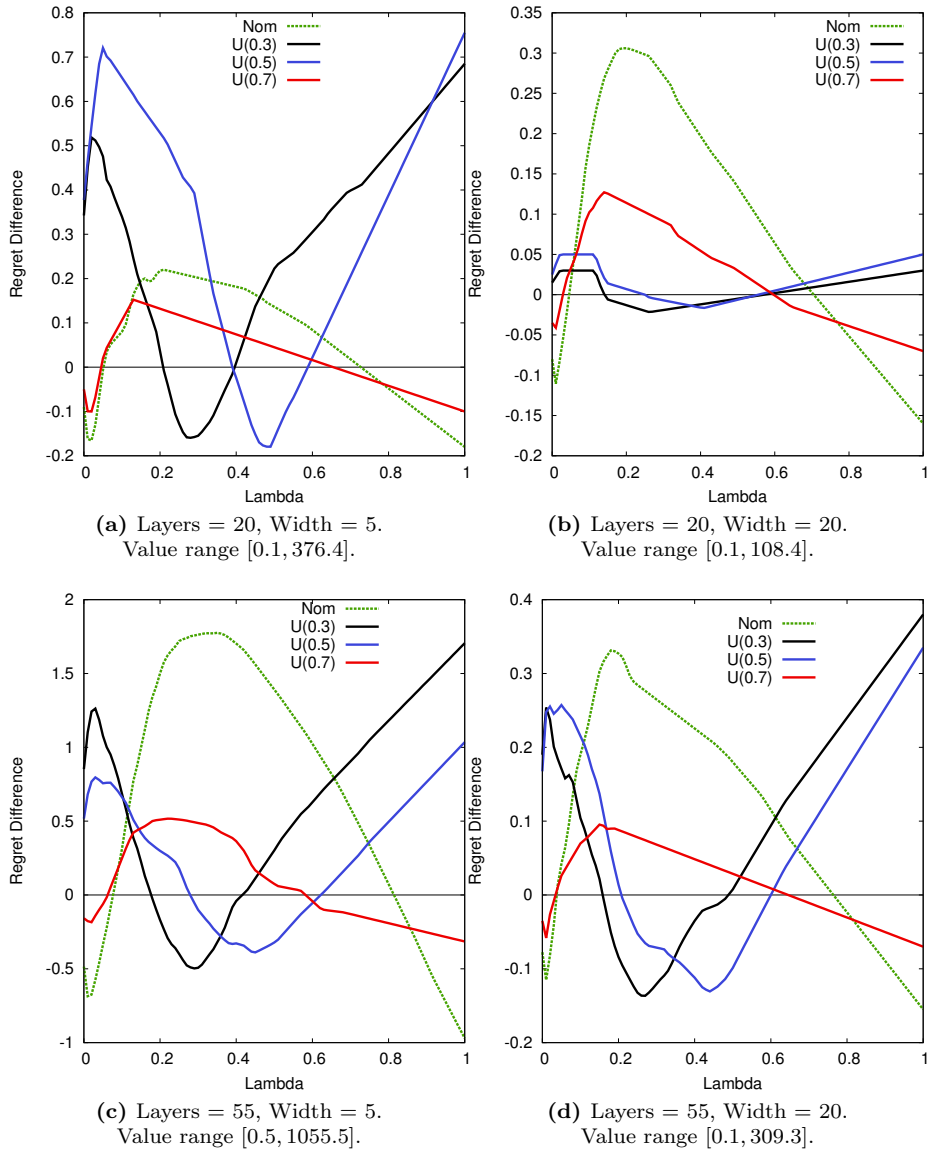 Nom
U(0.3)
U(0.5)
U(0.7)
0.8
0.7
0.6
0.5
0.4
0.3
0.2
0.1
0
-0.1
-0.2
Regret Difference
0 0.2 0.4 0.6 0.8 1
Lambda
(a) Layers = 20, Width = 5.
Value range [0.1, 376.4].
Nom
U(0.3)
U(0.5)
U(0.7)
0.35
0.3
0.25
0.2
0.15
0.1
0.05
0
-0.05
-0.1
-0.15
-0.2
Regret Difference
0 0.2 0.4 0.6 0.8 1
Lambda
(b) Layers = 20, Width = 20.
Value range [0.1, 108.4].
Nom
U(0.3)
U(0.5)
U(0.7)
2
1.5
1
0.5
0
-0.5
-1
Regret Difference
0 0.2 0.4 0.6 0.8 1
Lambda
(c) Layers = 55, Width = 5.
Value range [0.5, 1055.5].
Nom
U(0.3)
U(0.5)
U(0.7)
0.4
0.3
0.2
0.1
0
-0.1
-0.2
Regret Difference
0 0.2 0.4 0.6 0.8 1
Lambda
(d) Layers = 55, Width = 20.
Value range [0.1, 309.3].